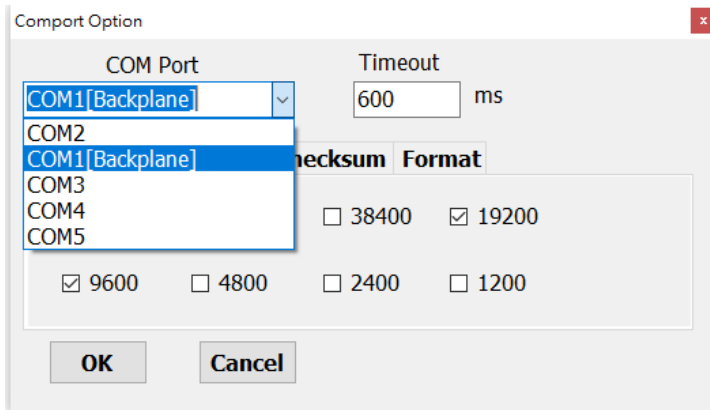 Comport Option
x
COM Port
Timeout
COM1[Backplane]
600
ms
COM2
COM1[Backplane]
COM3
COM4
COM5
Format
38400
19200
9600
4800
2400
1200
OK
Cancel